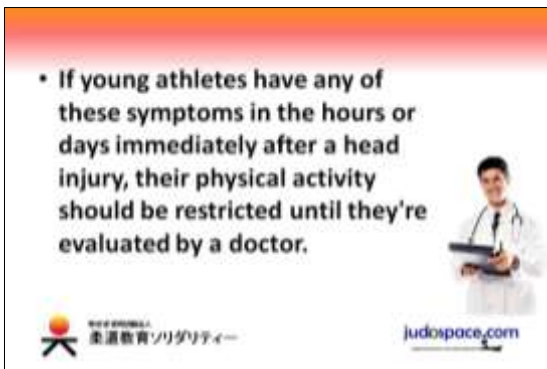 • If young athletes have any of
these symptoms in the hours or
days immediately after a head
injury, their physical activity
should be restricted until they're
evaluated by a doctor.
柔道教育ソリダリティー
judospace.com